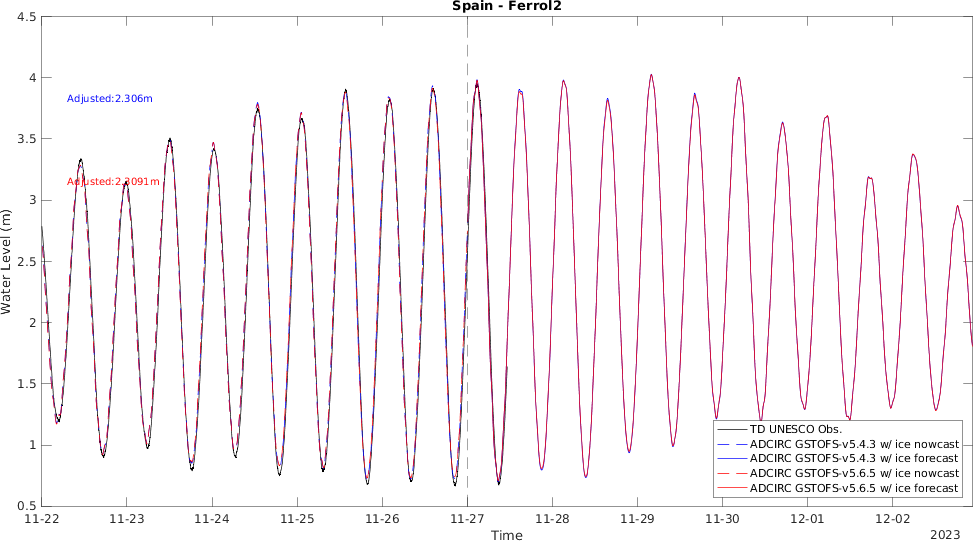 Spain - Ferrol2
4.5
4
3.5
3
2.5
2
1.5
1
0.5
Water Level (m)
Adjusted:2.306m
Adjusted:2.3091m
TD UNESCO Obs.
ADCIRC GSTOFS-v5.4.3 w/ ice nowcast
ADCIRC GSTOFS-v5.4.3 w/ ice forecast
ADCIRC GSTOFS-v5.6.5 w/ ice nowcast
ADCIRC GSTOFS-v5.6.5 w/ ice forecast
11-22 11-23 11-24 11-25 11-26 11-27 11-28 11-29 11-30 12-01 12-02
Time
2023